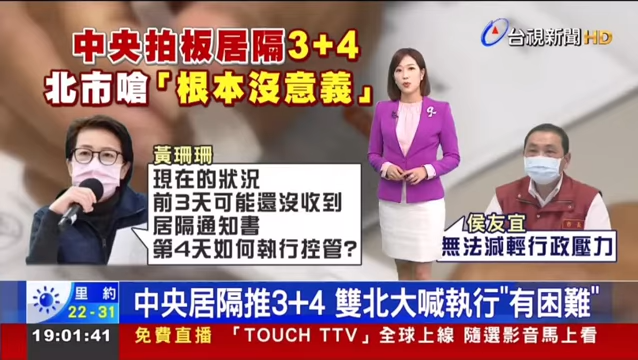 中央拍板居隔3+4
台視新聞HD
北市嗆「根本沒意義」
黃珊珊
現在的狀況
前3天可能還沒收到
居隔通知書
第4天如何執行控管?
侯友宜
無法減輕行政壓力
里約
22-31
中央居隔推3+4 雙北大喊執行"有困難"
19:01:41
免費直播 「TOUCH TTV」全球上線 隨選影音馬上看